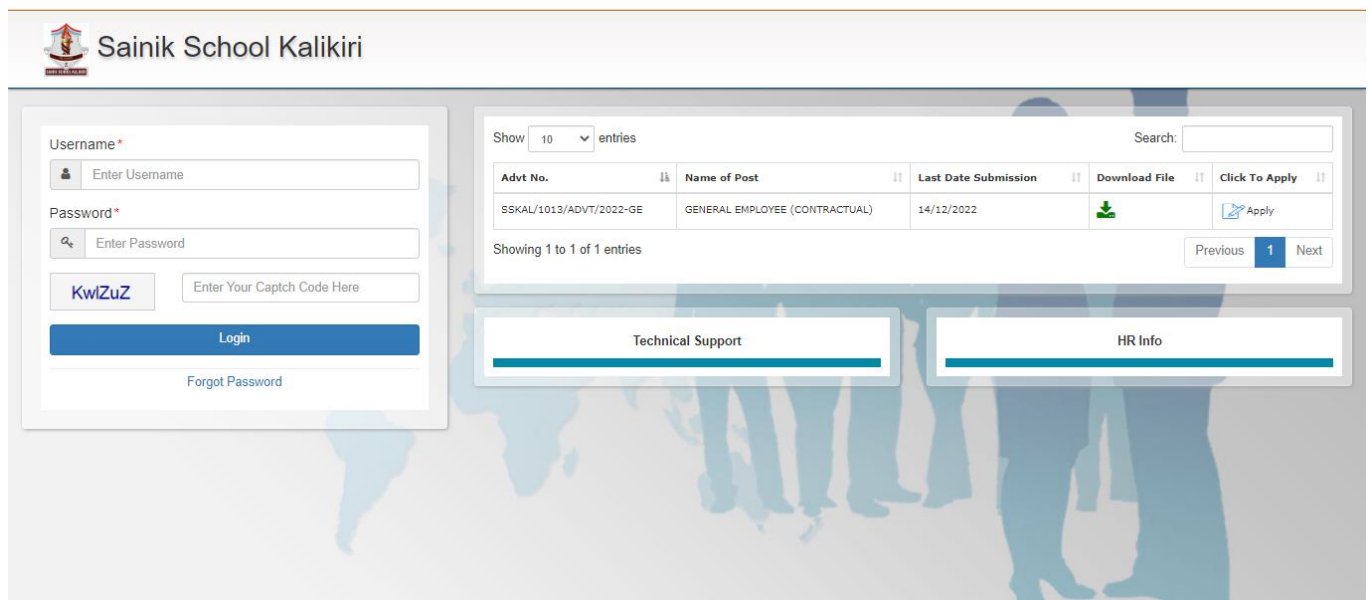 Sainik School Kalikiri
Username*
Enter Username
Password*
Enter Password
KwlZuZ
Enter Your Captch Code Here
Login
Forgot Password
Show 10 entries
Search:
Advt No. Name of Post Last Date Submission Download File Click To Apply
SSKAL/1013/ADVT/2022-GE GENERAL EMPLOYEE (CONTRACTUAL) 14/12/2022 Apply
Showing 1 to 1 of 1 entries
Previous 1 Next
Technical Support
HR Info